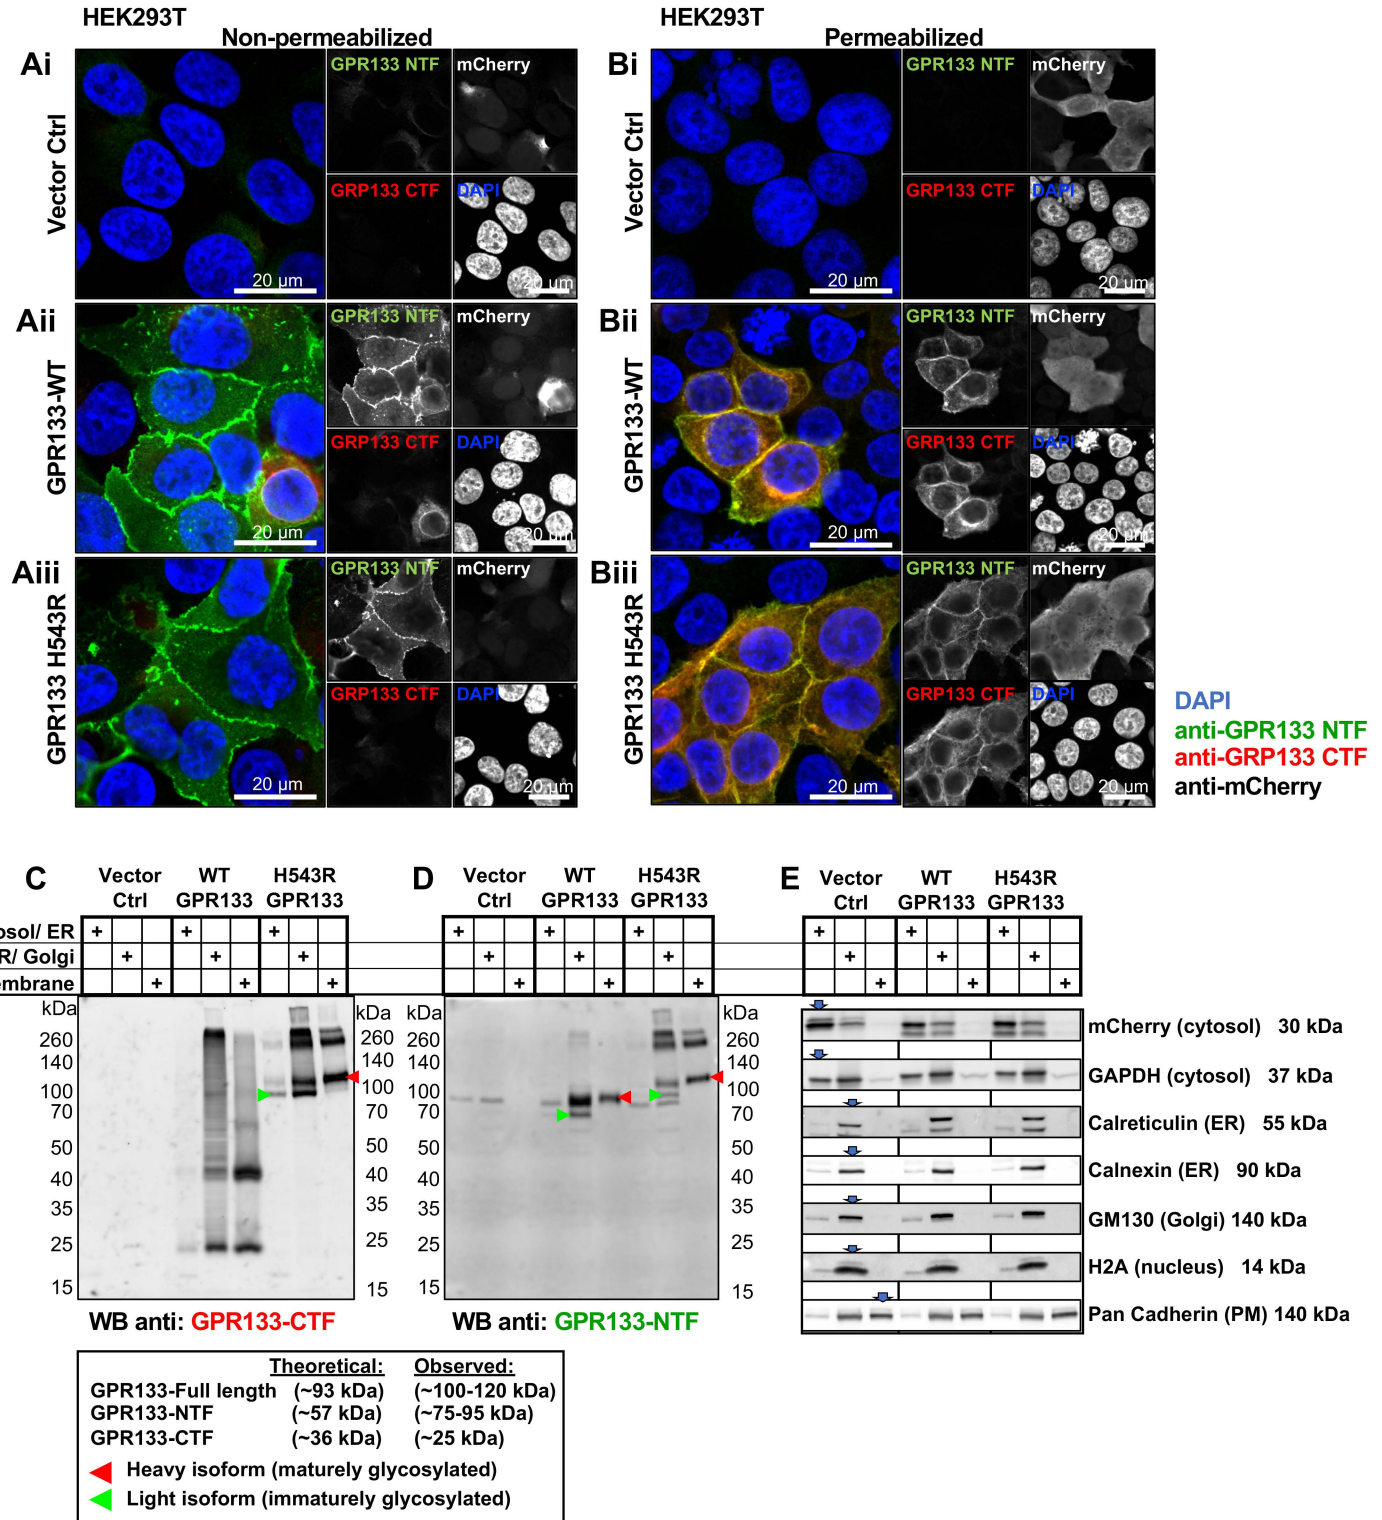 HEK293T
Non-permeabilized
HEK293T
Permeabilized
Ai
Vector Ctrl
GPR133 NTF
mCherry
GRP133 CTF
DAPI
20 µm
20 µm
Bi
Vector Ctrl
GPR133 NTF
mCherry
GRP133 CTF
DAPI
20 µm
20 µm
Aii
GPR133-WT
GPR133 NTF
mCherry
GRP133 CTF
DAPI
20 µm
20 µm
Bii
GPR133-WT
GPR133 NTF
mCherry
GRP133 CTF
DAPI
20 µm
20 µm
Aiii
GPR133 H543R
GPR133 NTF
mCherry
GRP133 CTF
DAPI
20 µm
20 µm
Biii
GPR133 H543R
GPR133 NTF
mCherry
GRP133 CTF
DAPI
20 µm
20 µm
DAPI
anti-GPR133 NTF
anti-GRP133 CTF
anti-mCherry
C
Vector Ctrl
WT GPR133
H543R GPR133
osol/ ER + + +
R/ Golgi + + +
embrane + + +
kDa
260
140
100
70
50
40
35
25
15
kDa
260
140
100
70
50
40
35
25
15
WB anti: GPR133-CTF
D
Vector Ctrl
WT GPR133
H543R GPR133
+ + +
+ + +
+ + +
kDa
260
140
100
70
50
40
35
25
15
kDa
260
140
100
70
50
40
35
25
15
WB anti: GPR133-NTF
E
Vector Ctrl
WT GPR133
H543R GPR133
+ + +
+ + +
+ + +
mCherry (cytosol) 30 kDa
GAPDH (cytosol) 37 kDa
Calreticulin (ER) 55 kDa
Calnexin (ER) 90 kDa
GM130 (Golgi) 140 kDa
H2A (nucleus) 14 kDa
Pan Cadherin (PM) 140 kDa
Theoretical: Observed:
GPR133-Full length (~93 kDa) (~100-120 kDa)
GPR133-NTF (~57 kDa) (~75-95 kDa)
GPR133-CTF (~36 kDa) (~25 kDa)
Heavy isoform (maturely glycosylated)
Light isoform (immaturely glycosylated)